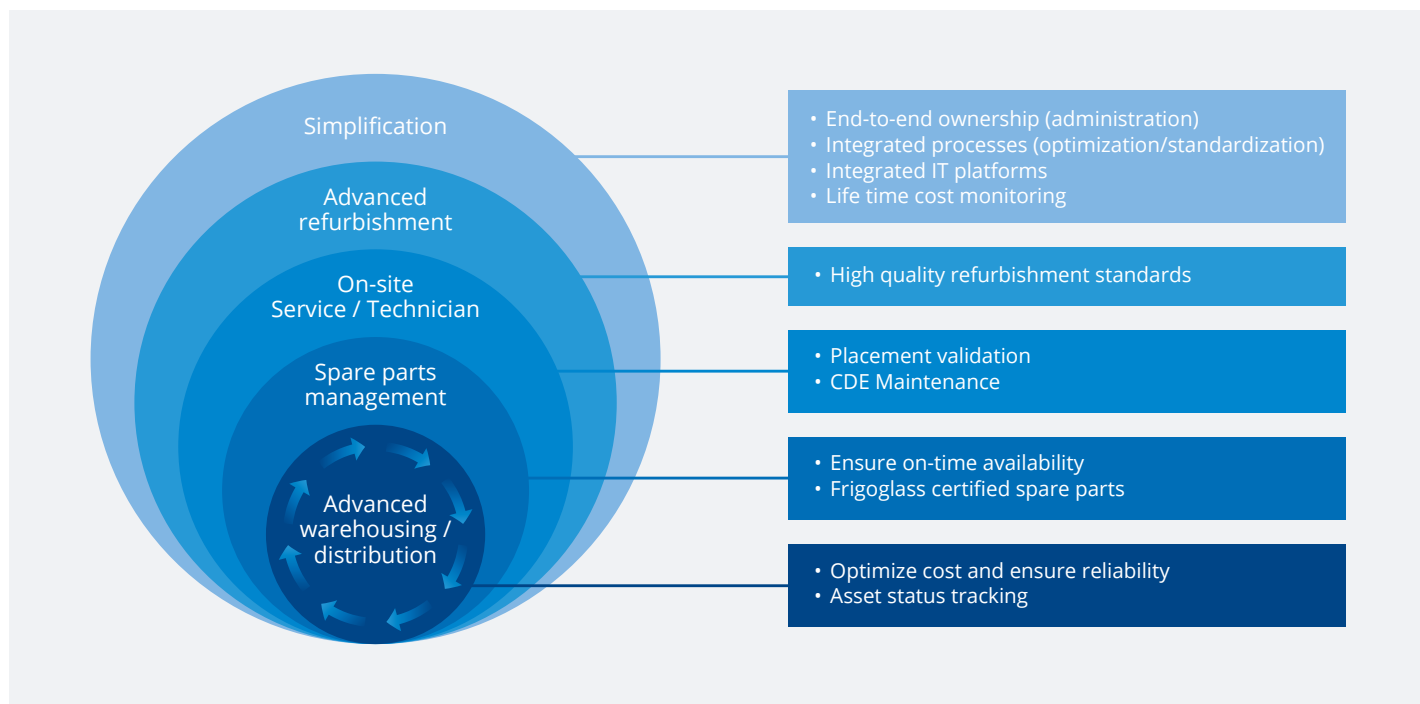 Simplification
Advanced
refurbishment
On-site
Service / Technician
Spare parts
management
Advanced
warehousing /
distribution
• End-to-end ownership (administration)
• Integrated processes (optimization/standardization)
• Integrated IT platforms
• Life time cost monitoring
• High quality refurbishment standards
• Placement validation
• CDE Maintenance
• Ensure on-time availability
• Frigoglass certified spare parts
• Optimize cost and ensure reliability
• Asset status tracking